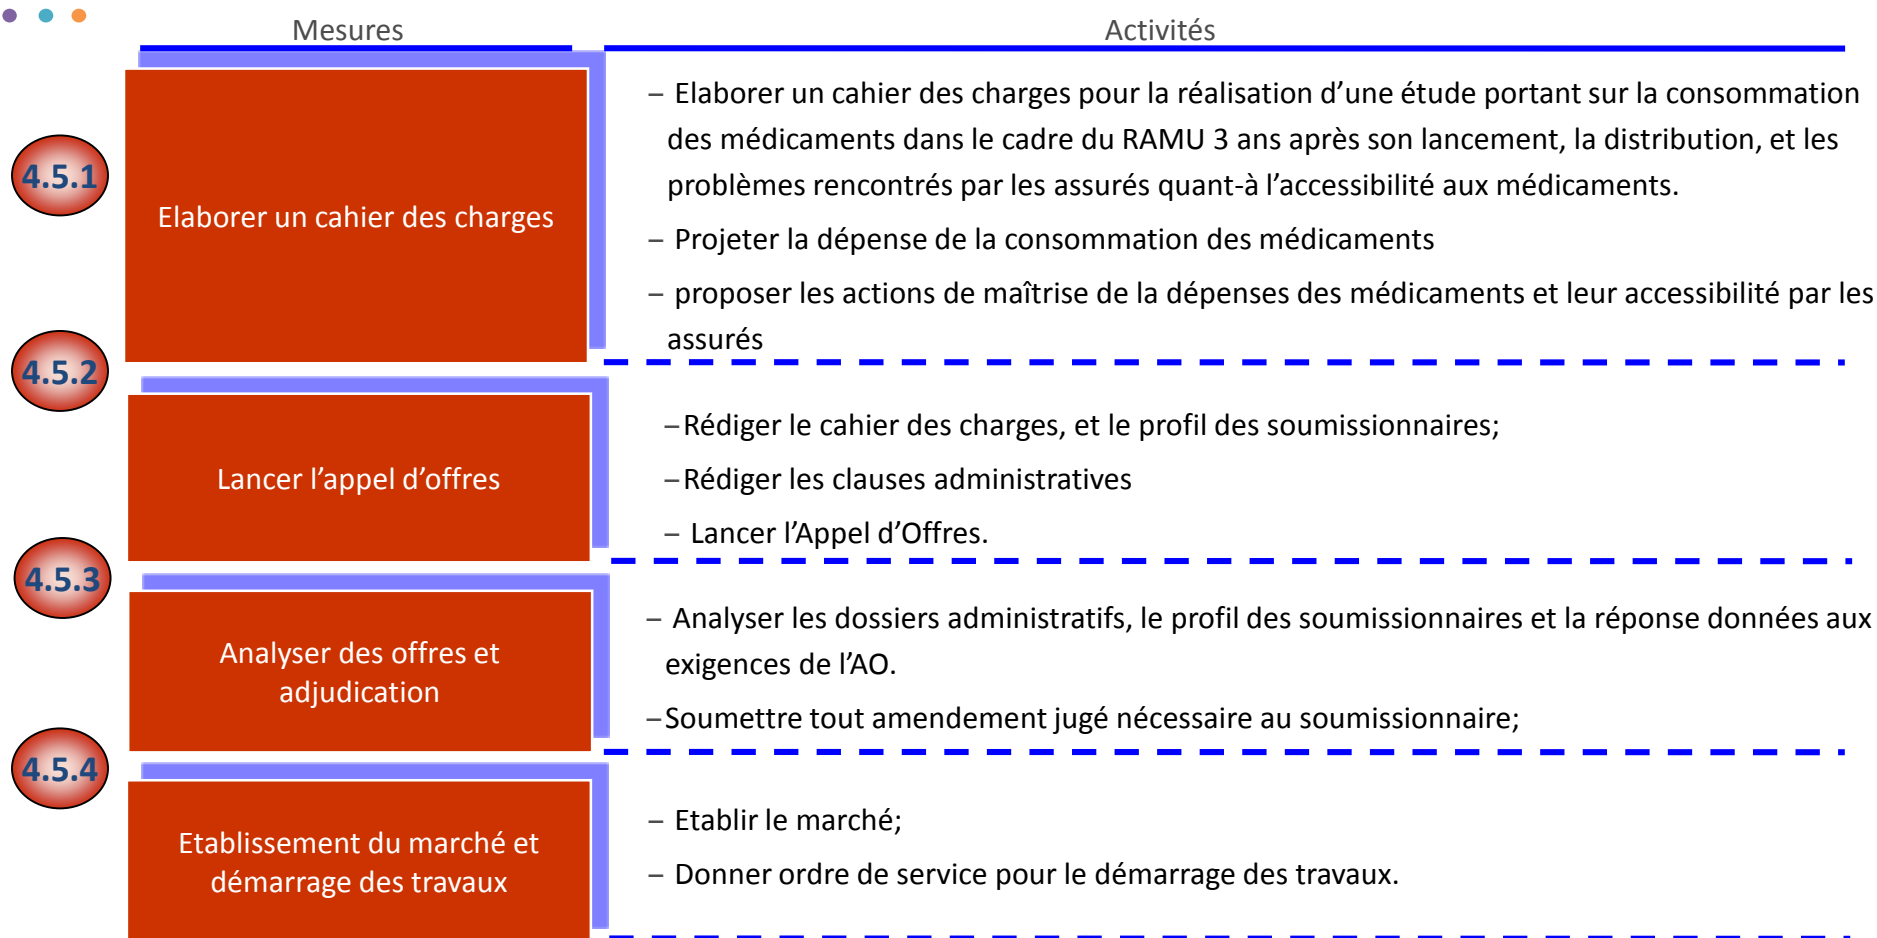 Mesures
Activités
4.5.1
Elaborer un cahier des charges
– Elaborer un cahier des charges pour la réalisation d’une étude portant sur la consommation
des médicaments dans le cadre du RAMU 3 ans après son lancement, la distribution, et les
problèmes rencontrés par les assurés quant-à l’accessibilité aux médicaments.
– Projeter la dépense de la consommation des médicaments
– proposer les actions de maîtrise de la dépenses des médicaments et leur accessibilité par les
assurés
4.5.2
Lancer l’appel d’offres
–Rédiger le cahier des charges, et le profil des soumissionnaires;
–Rédiger les clauses administratives
– Lancer l’Appel d’Offres.
4.5.3
Analyser des offres et
adjudication
– Analyser les dossiers administratifs, le profil des soumissionnaires et la réponse données aux
exigences de l’AO.
–Soumettre tout amendement jugé nécessaire au soumissionnaire;
4.5.4
Etablissement du marché et
démarrage des travaux
– Etablir le marché;
– Donner ordre de service pour le démarrage des travaux.